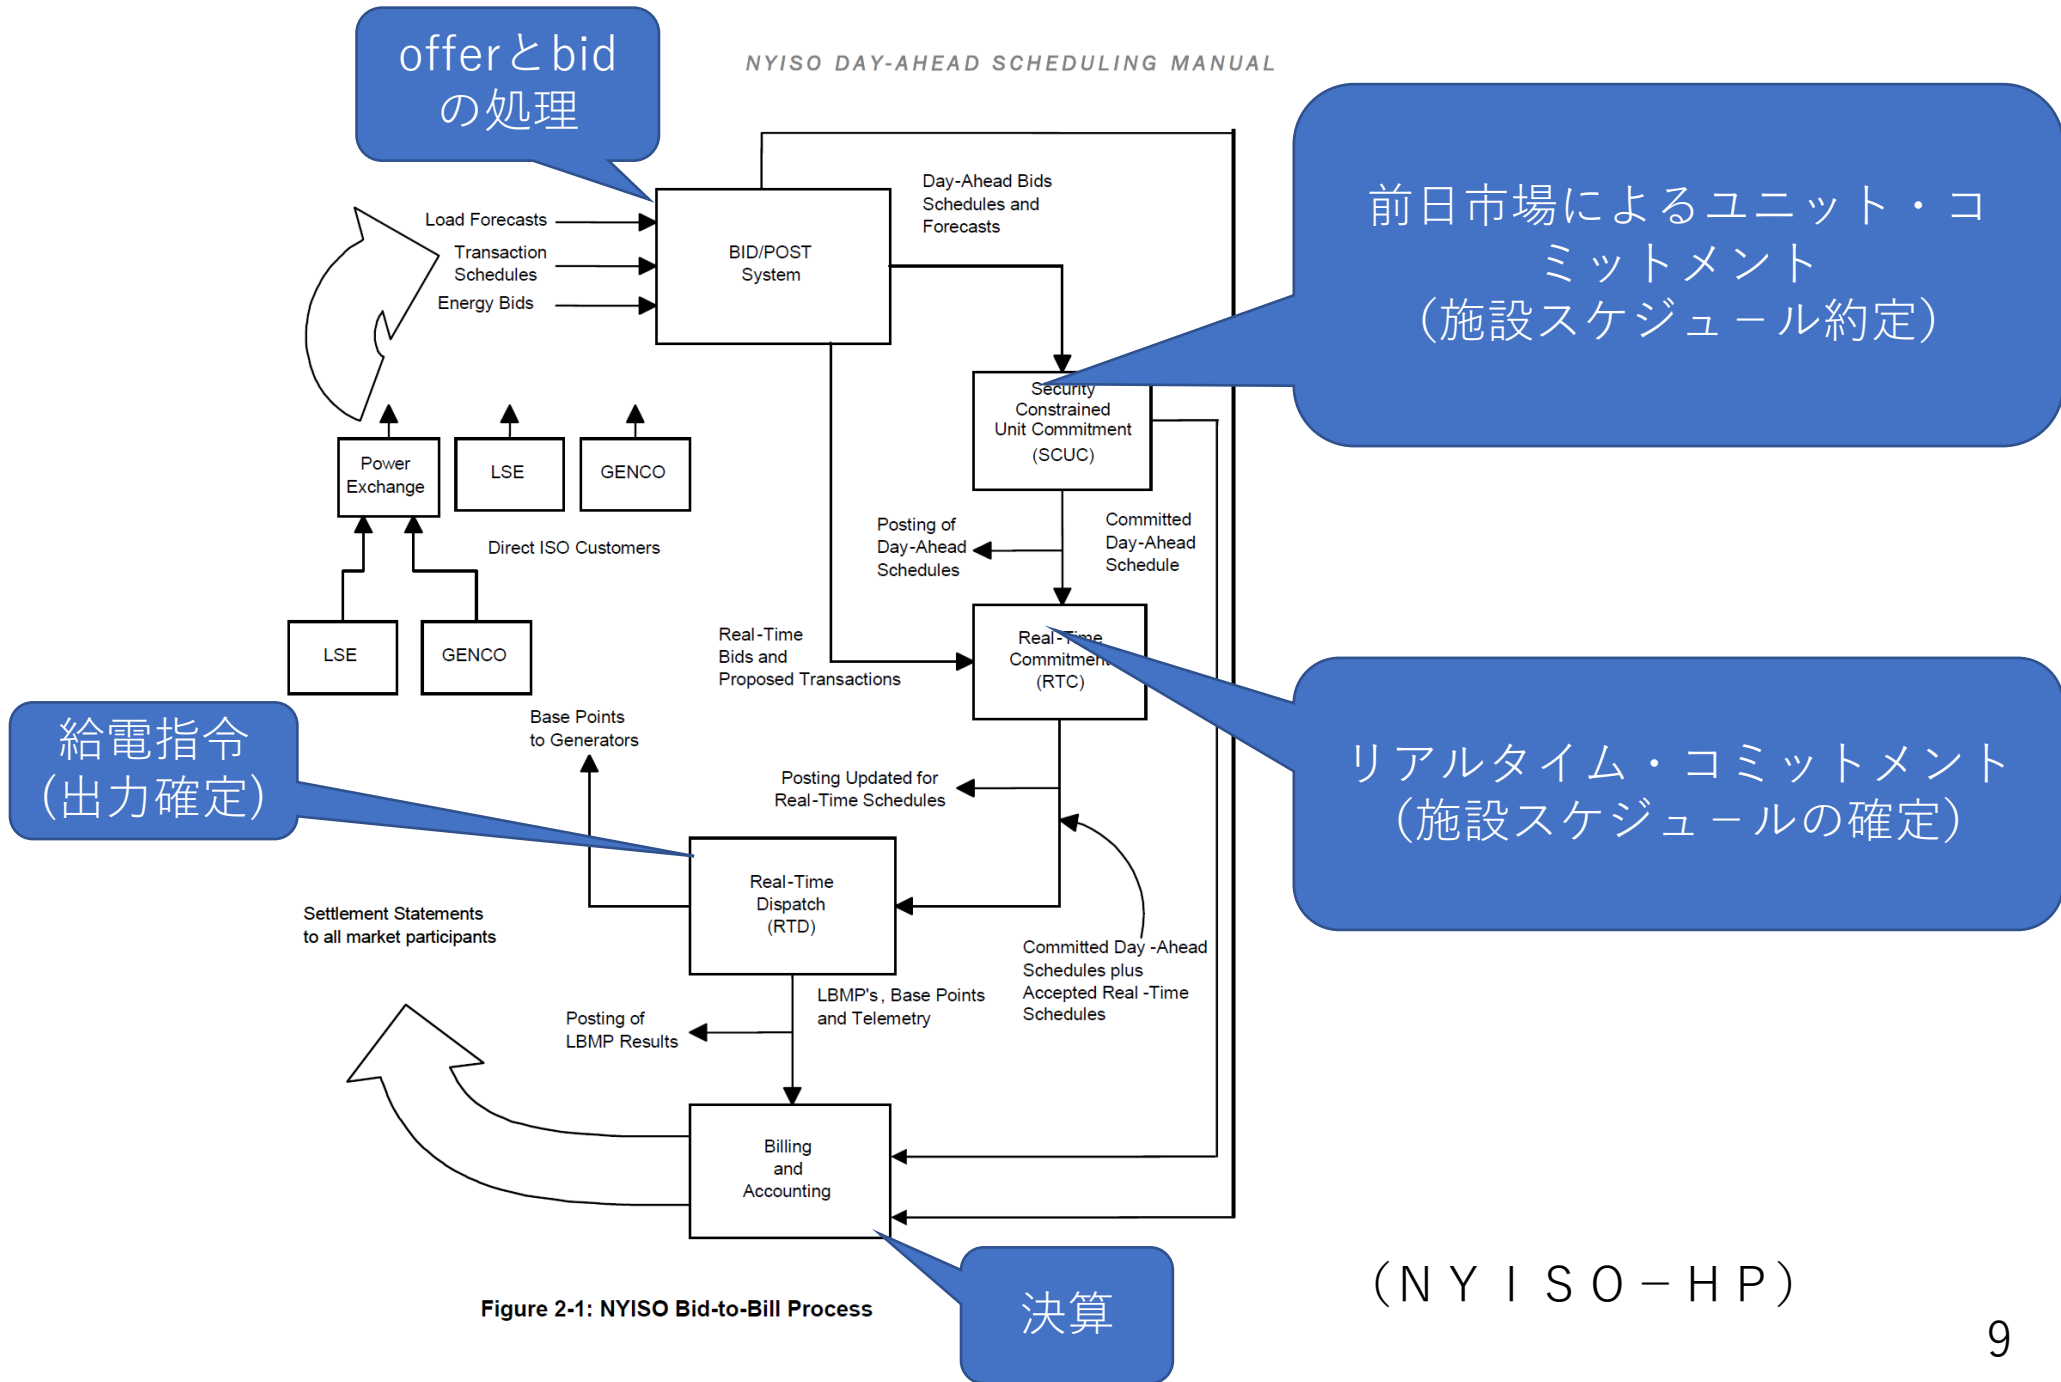 offerとbid
の処理
NYISO DAY-AHEAD SCHEDULING MANUAL
前日市場によるユニット・コ
ミットメント
（施設スケジュ－ル約定）
Day-Ahead Bids
Schedules and
Forecasts
Load Forecasts
Transaction
Schedules
Energy Bids
BID/POST
System
Security
Constrained
Unit Commitment
(SCUC)
Power
Exchange
LSE
GENCO
Direct ISO Customers
LSE
GENCO
Posting of
Day-Ahead
Schedules
Committed
Day-Ahead
Schedule
Real-Time
Bids and
Proposed Transactions
Real-Time
Commitment
(RTC)
リアルタイム・コミットメント
（施設スケジュ－ルの確定）
給電指令
（出力確定）
Base Points
to Generators
Posting Updated for
Real-Time Schedules
Real-Time
Dispatch
(RTD)
Settlement Statements
to all market participants
Committed Day -Ahead
Schedules plus
Accepted Real -Time
Schedules
LBMP's, Base Points
and Telemetry
Posting of
LBMP Results
Billing
and
Accounting
決算
Figure 2-1: NYISO Bid-to-Bill Process
（ＮＹＩＳＯ－ＨＰ）
9